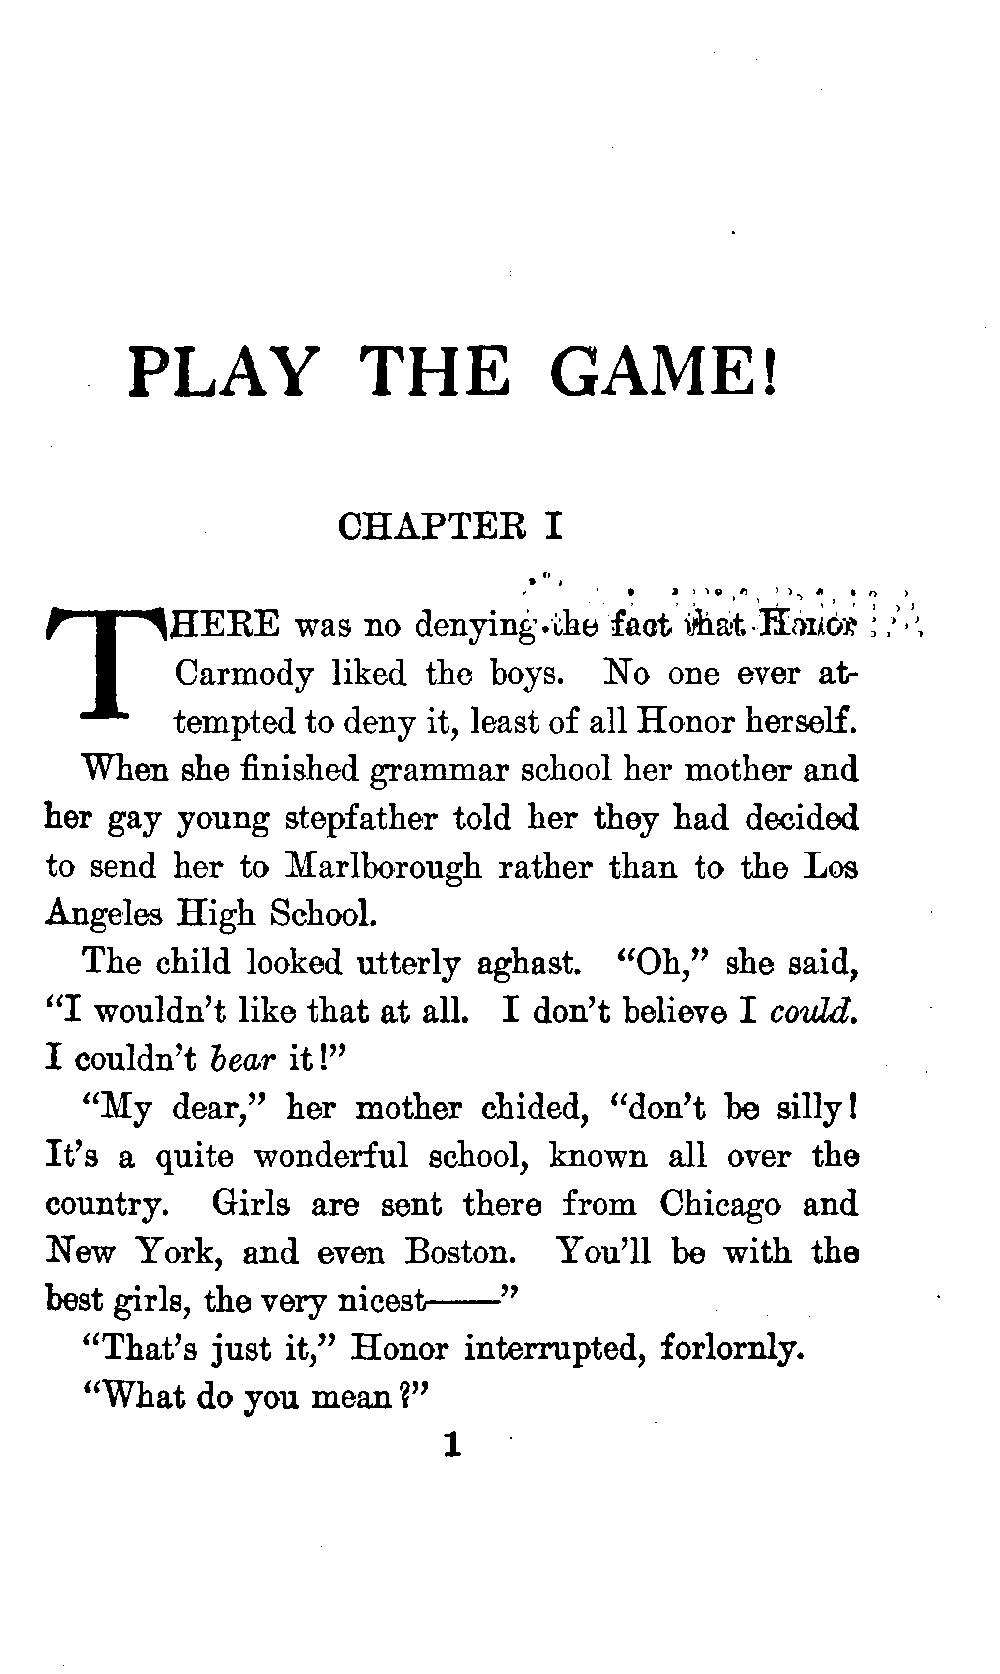 PLAY THE GAME!
CHAPTER I
THERE was no denying the fact that Honor
Carmody liked the boys. No one ever at-
tempted to deny it, least of all Honor herself.
When she finished grammar school her mother and
her gay young stepfather told her they had decided
to send her to Marlborough rather than to the Los
Angeles High School.
The child looked utterly aghast. “Oh,” she said,
“I wouldn’t like that at all. I don’t believe I could.
I couldn’t bear it!”
“My dear,” her mother chided, “don’t be silly!
It’s a quite wonderful school, known all over the
country. Girls are sent there from Chicago and
New York, and even Boston. You’ll be with the
best girls, the very nicest——”
“That’s just it,” Honor interrupted, forlornly.
“What do you mean?”
1